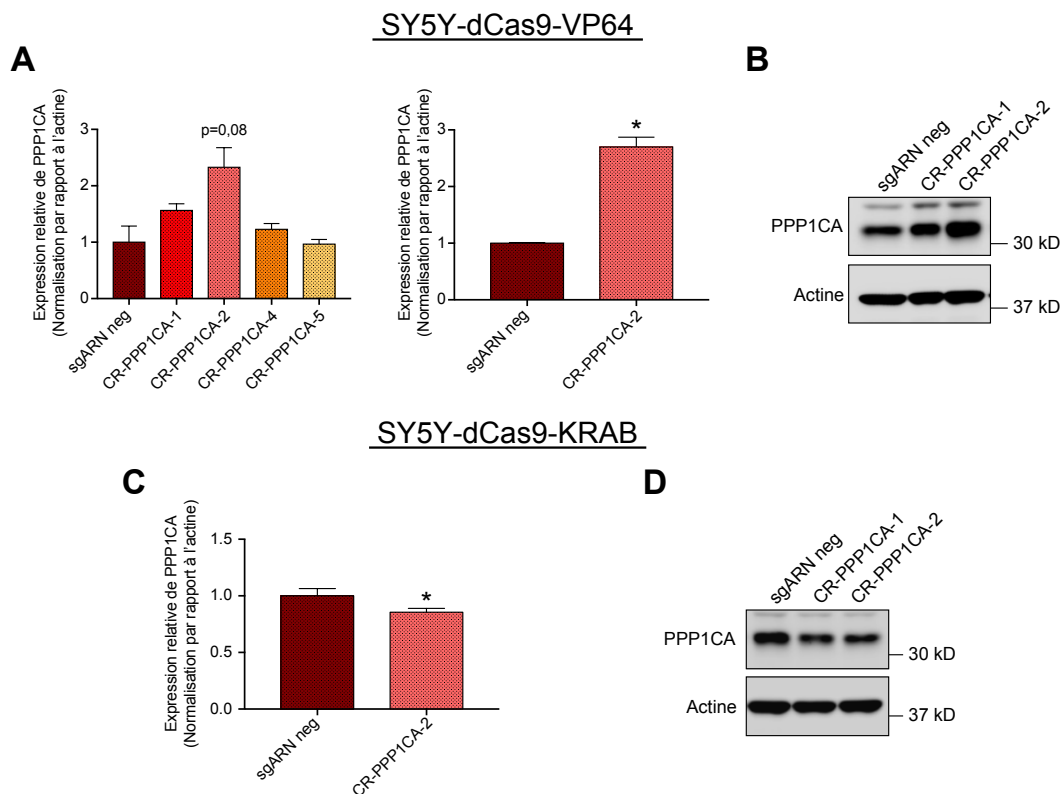 SY5Y-dCas9-VP64
A
Expression relative de PPP1CA
(Normalisation par rapport à l'actine)
3
2
1
0
p=0,08
sgARN neg
CR-PPP1CA-1
CR-PPP1CA-2
CR-PPP1CA-4
CR-PPP1CA-5
Expression relative de PPP1CA
(Normalisation par rapport à l'actine)
3
2
1
0
*
sgARN neg
CR-PPP1CA-2
B
sgARN neg
CR-PPP1CA-1
CR-PPP1CA-2
PPP1CA
30 kD
Actine
37 kD
SY5Y-dCas9-KRAB
C
Expression relative de PPP1CA
(Normalisation par rapport à l'actine)
1.5
1.0
0.5
0.0
*
sgARN neg
CR-PPP1CA-2
D
sgARN neg
CR-PPP1CA-1
CR-PPP1CA-2
PPP1CA
30 kD
Actine
37 kD